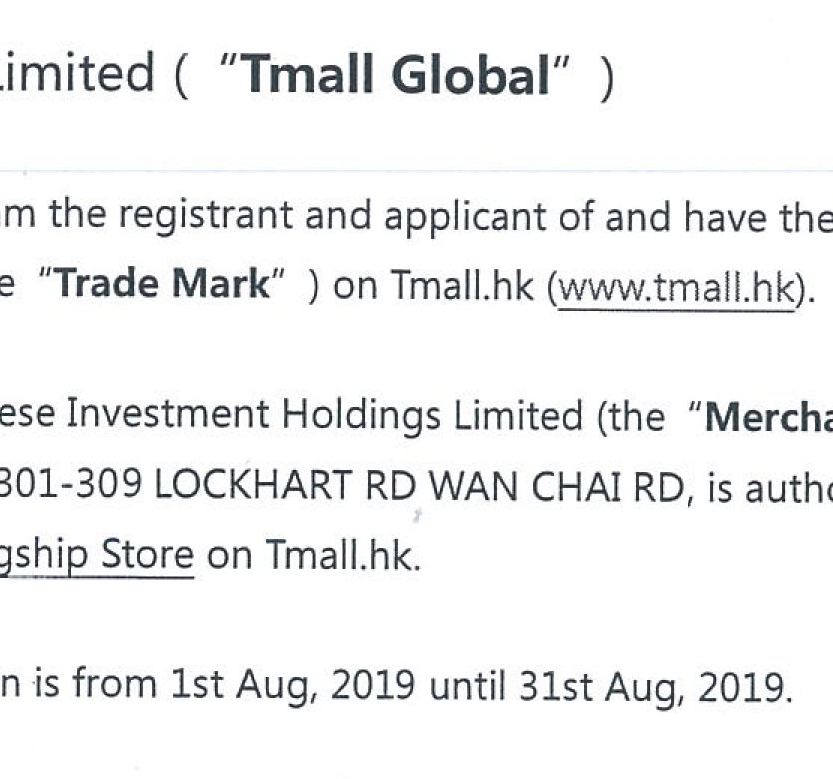 Limited ( “Tmall Global” )
m the registrant and applicant of and have the
e “Trade Mark” ) on Tmall.hk (www.tmall.hk).
ese Investment Holdings Limited (the “Mercha
301-309 LOCKHART RD WAN CHAI RD, is autho
gship Store on Tmall.hk.
n is from 1st Aug, 2019 until 31st Aug, 2019.